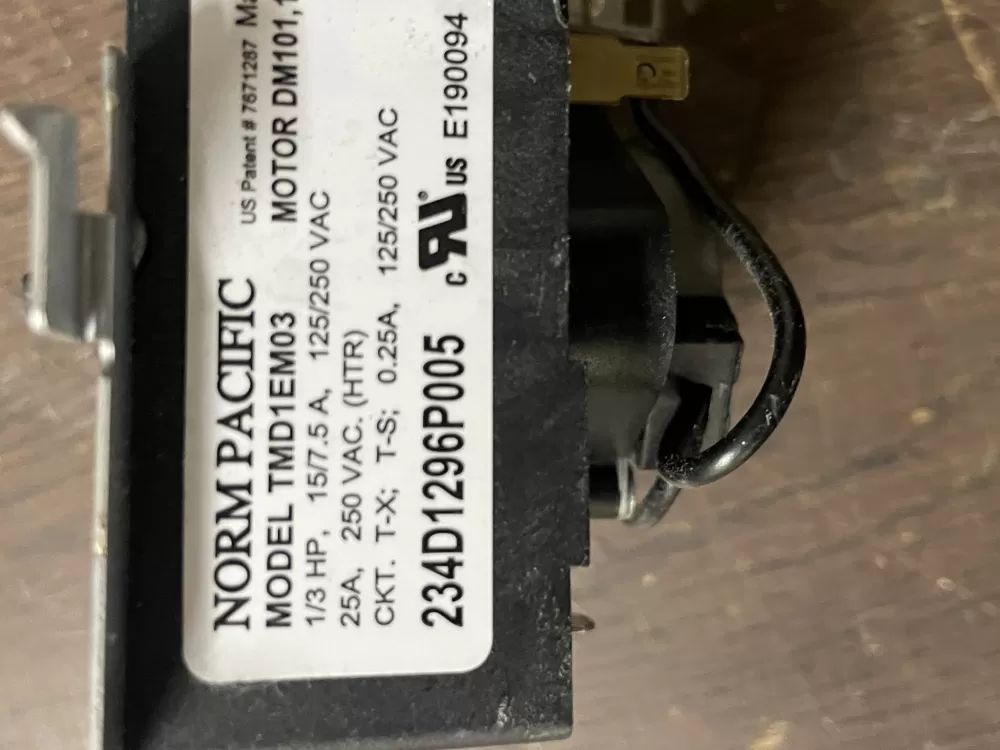 US Patent # 7671287
NORM PACIFIC
MODEL TMD1EM03 MOTOR DM101,
1/3 HP, 15/7.5 A, 125/250 VAC
25A, 250 VAC. (HTR)
CKT. T-X; T-S; 0.25A, 125/250 VAC
234D1296P005 c RU US E190094